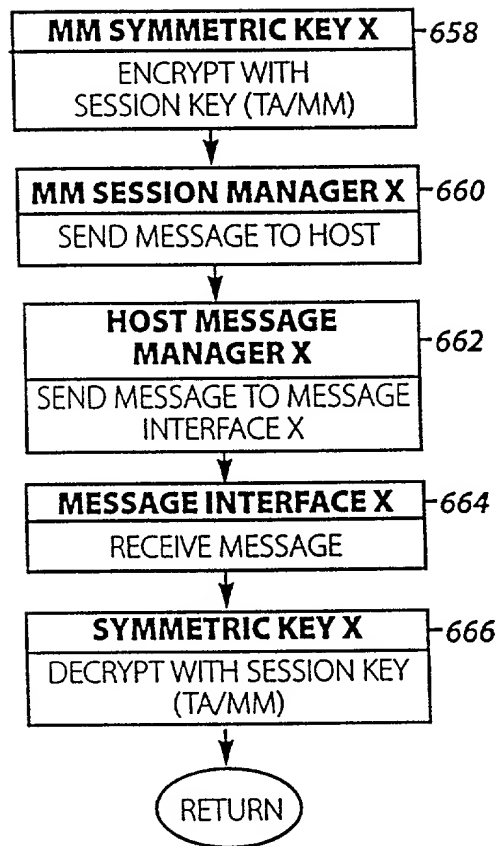 MM SYMMETRIC KEY X
658
ENCRYPT WITH
SESSION KEY (TA/MM)
MM SESSION MANAGER X
660
SEND MESSAGE TO HOST
HOST MESSAGE
MANAGER X
662
SEND MESSAGE TO MESSAGE
INTERFACE X
MESSAGE INTERFACE X
664
RECEIVE MESSAGE
SYMMETRIC KEY X
666
DECRYPT WITH SESSION KEY
(TA/MM)
RETURN